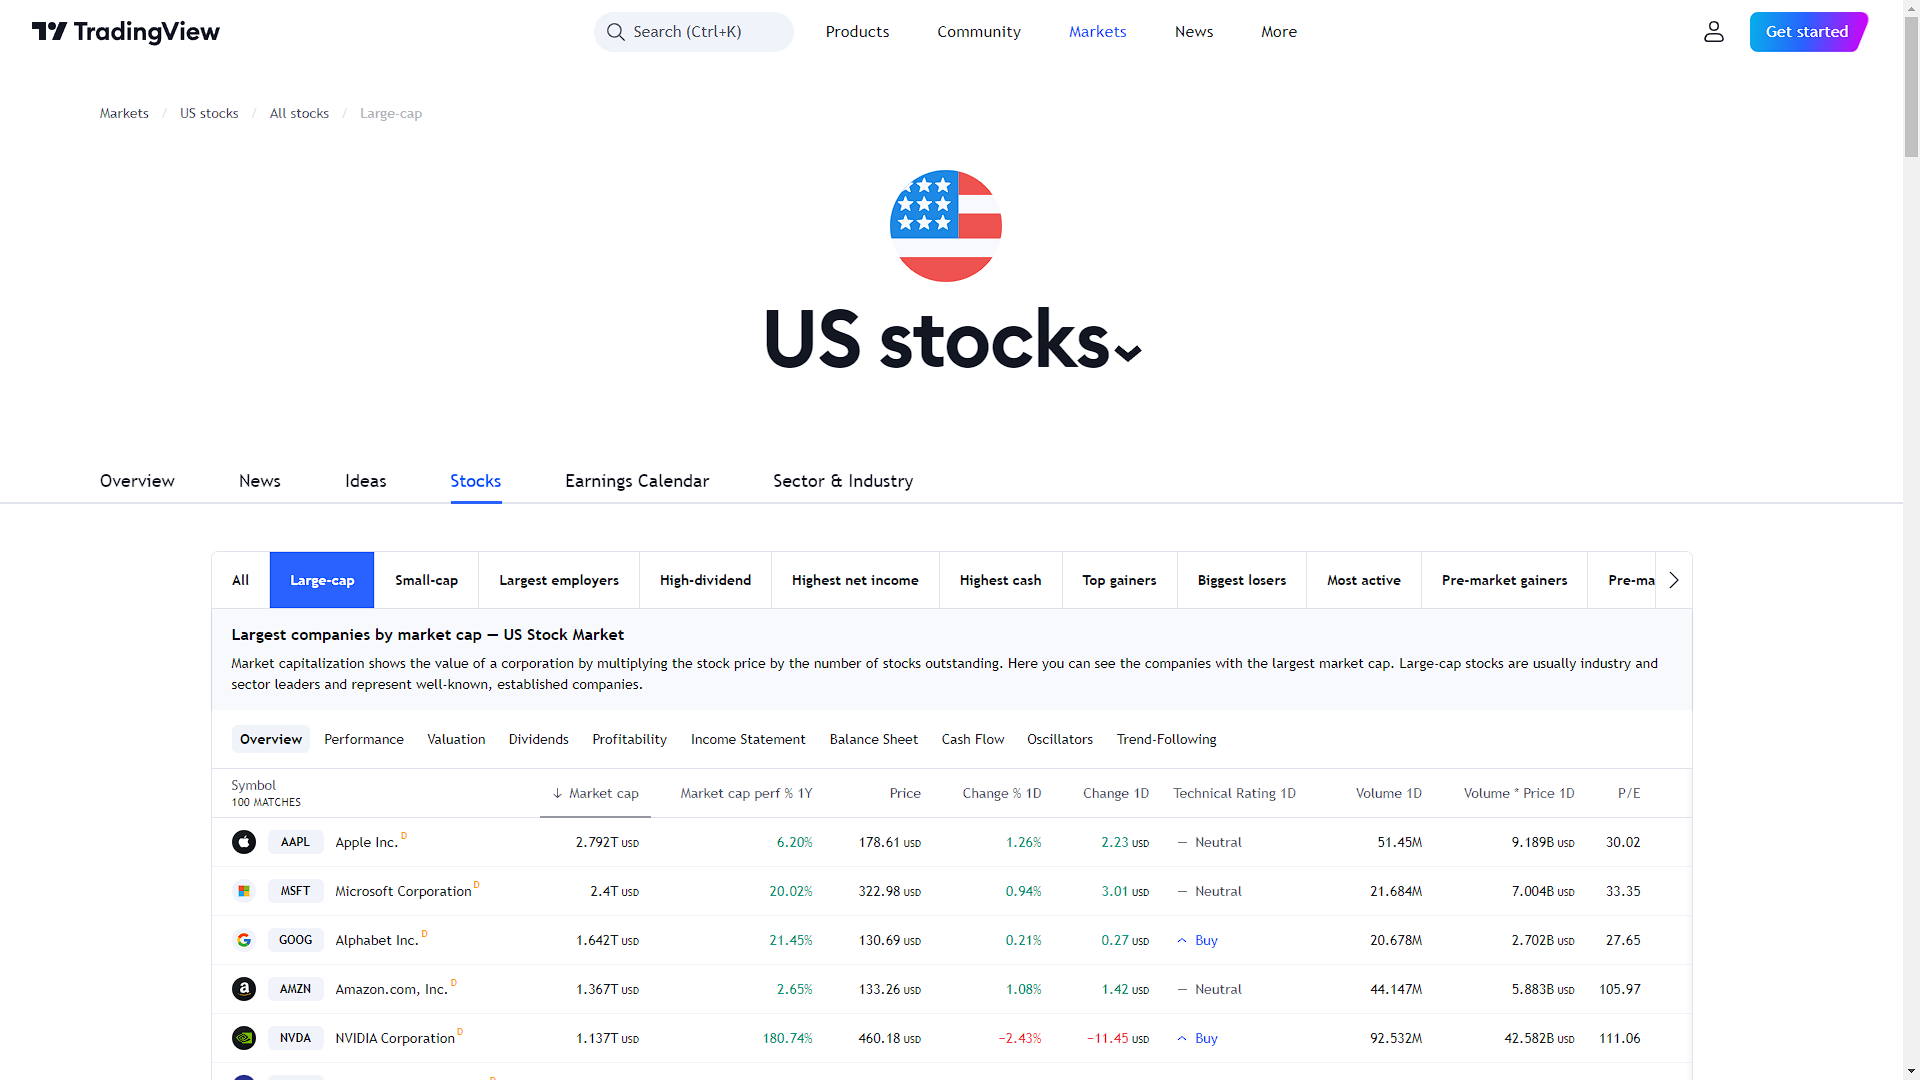 TradingView
Search (Ctrl+K)
Products
Community
Markets
News
More
Get started
Markets / US stocks / All stocks / Large-cap
US stocks
Overview
News
Ideas
Stocks
Earnings Calendar
Sector & Industry
All
Large-cap
Small-cap
Largest employers
High-dividend
Highest net income
Highest cash
Top gainers
Biggest losers
Most active
Pre-market gainers
Pre-ma
Largest companies by market cap — US Stock Market
Market capitalization shows the value of a corporation by multiplying the stock price by the number of stocks outstanding. Here you can see the companies with the largest market cap. Large-cap stocks are usually industry and
sector leaders and represent well-known, established companies.
Overview
Performance
Valuation
Dividends
Profitability
Income Statement
Balance Sheet
Cash Flow
Oscillators
Trend-Following
Symbol
100 MATCHES
↓ Market cap
Market cap perf % 1Y
Price
Change % 1D
Change 1D
Technical Rating 1D
Volume 1D
Volume * Price 1D
P/E
AAPL Apple Inc. D 2.792T USD 6.20% 178.61 USD 1.26% 2.23 USD — Neutral 51.45M 9.189B USD 30.02
MSFT Microsoft Corporation D 2.4T USD 20.02% 322.98 USD 0.94% 3.01 USD — Neutral 21.684M 7.004B USD 33.35
GOOG Alphabet Inc. D 1.642T USD 21.45% 130.69 USD 0.21% 0.27 USD Buy 20.678M 2.702B USD 27.65
a AMZN Amazon.com, Inc. D 1.367T USD 2.65% 133.26 USD 1.08% 1.42 USD — Neutral 44.147M 5.883B USD 105.97
NVDA NVIDIA Corporation D 1.137T USD 180.74% 460.18 USD −2.43% −11.45 USD Buy 92.532M 42.582B USD 111.06